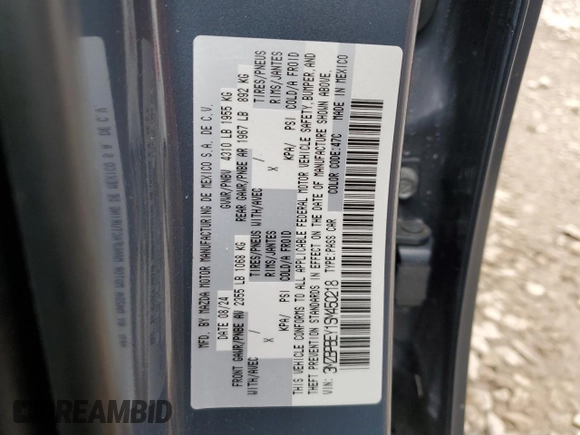 MFD. BY MAZDA MOTOR MANUFACTURING DE MEXICO S.A. DE C.V.
DATE 08/24 GVWR/PNBV 4310 LB 1955 KG
FRONT GAWR/PNBE AV 2355 LB 1068 KG REAR GAWR/PNBE AR 1967 LB 892 KG
WITH/AVEC / TIRES/PNEUS WITH/AVEC / TIRES/PNEUS
X RIMS/JANTES X RIMS/JANTES
KPA/ PSI COLD/A FROID KPA/ PSI COLD/A FROID
THIS VEHICLE CONFORMS TO ALL APPLICABLE FEDERAL MOTOR VEHICLE SAFETY, BUMPER, AND
THEFT PREVENTION STANDARDS IN EFFECT ON THE DATE OF MANUFACTURE SHOWN ABOVE.
VIN: TYPE:PASS CAR COLOR CODE:47C MADE IN MEXICO
DREAMBID